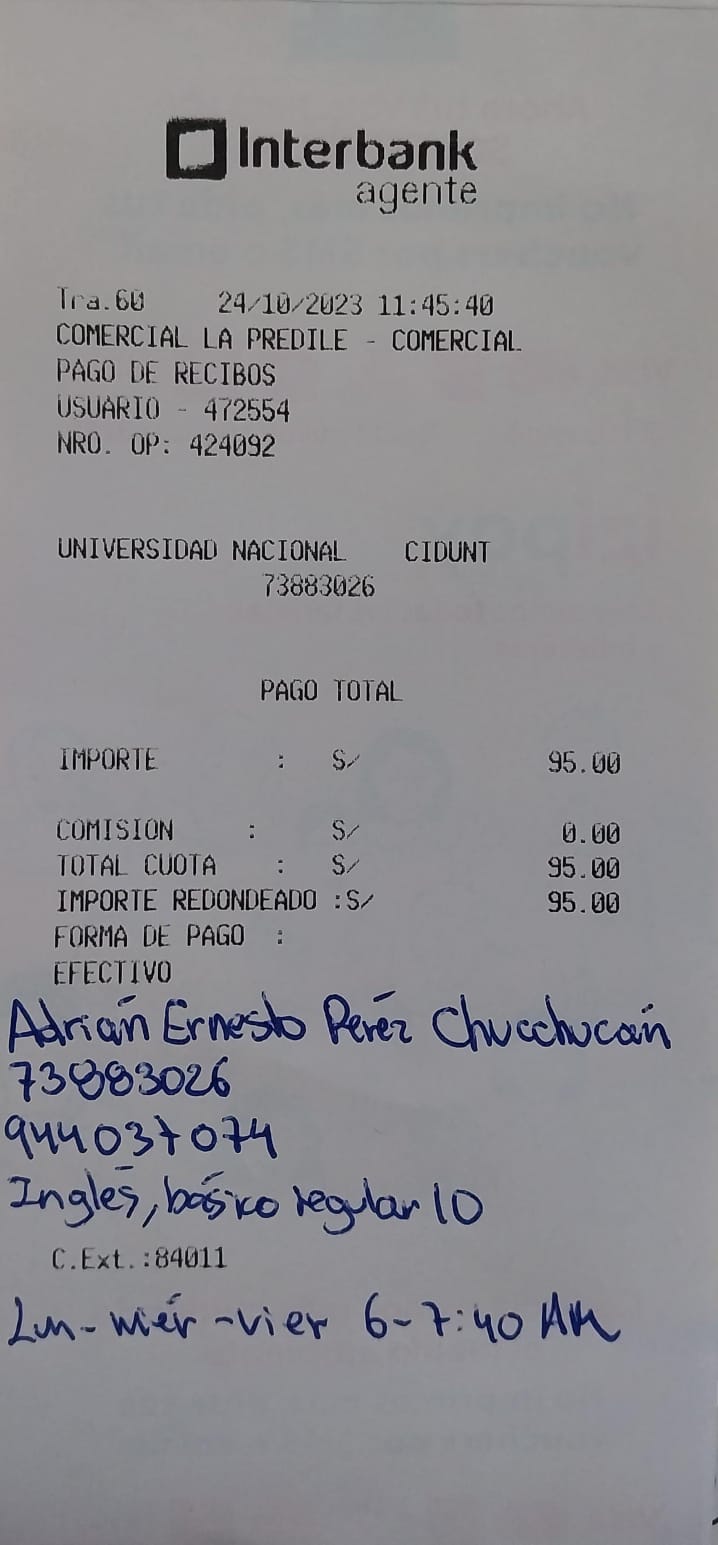 Interbank
agente
Tra.60 24/10/2023 11:45:40
COMERCIAL LA PREDILE - COMERCIAL
PAGO DE RECIBOS
USUARIO - 472554
NRO. OP: 424092
UNIVERSIDAD NACIONAL CIDUNT
73883026
PAGO TOTAL
IMPORTE : S/ 95.00
COMISION : S/ 0.00
TOTAL CUOTA : S/ 95.00
IMPORTE REDONDEADO :S/ 95.00
FORMA DE PAGO :
EFECTIVO
Adrián Ernesto Peréz Chucchucán
73883026
944037074
Inglés, básico regular 10
C.Ext.:84011
Lun- miér -vier 6-7:40 AM